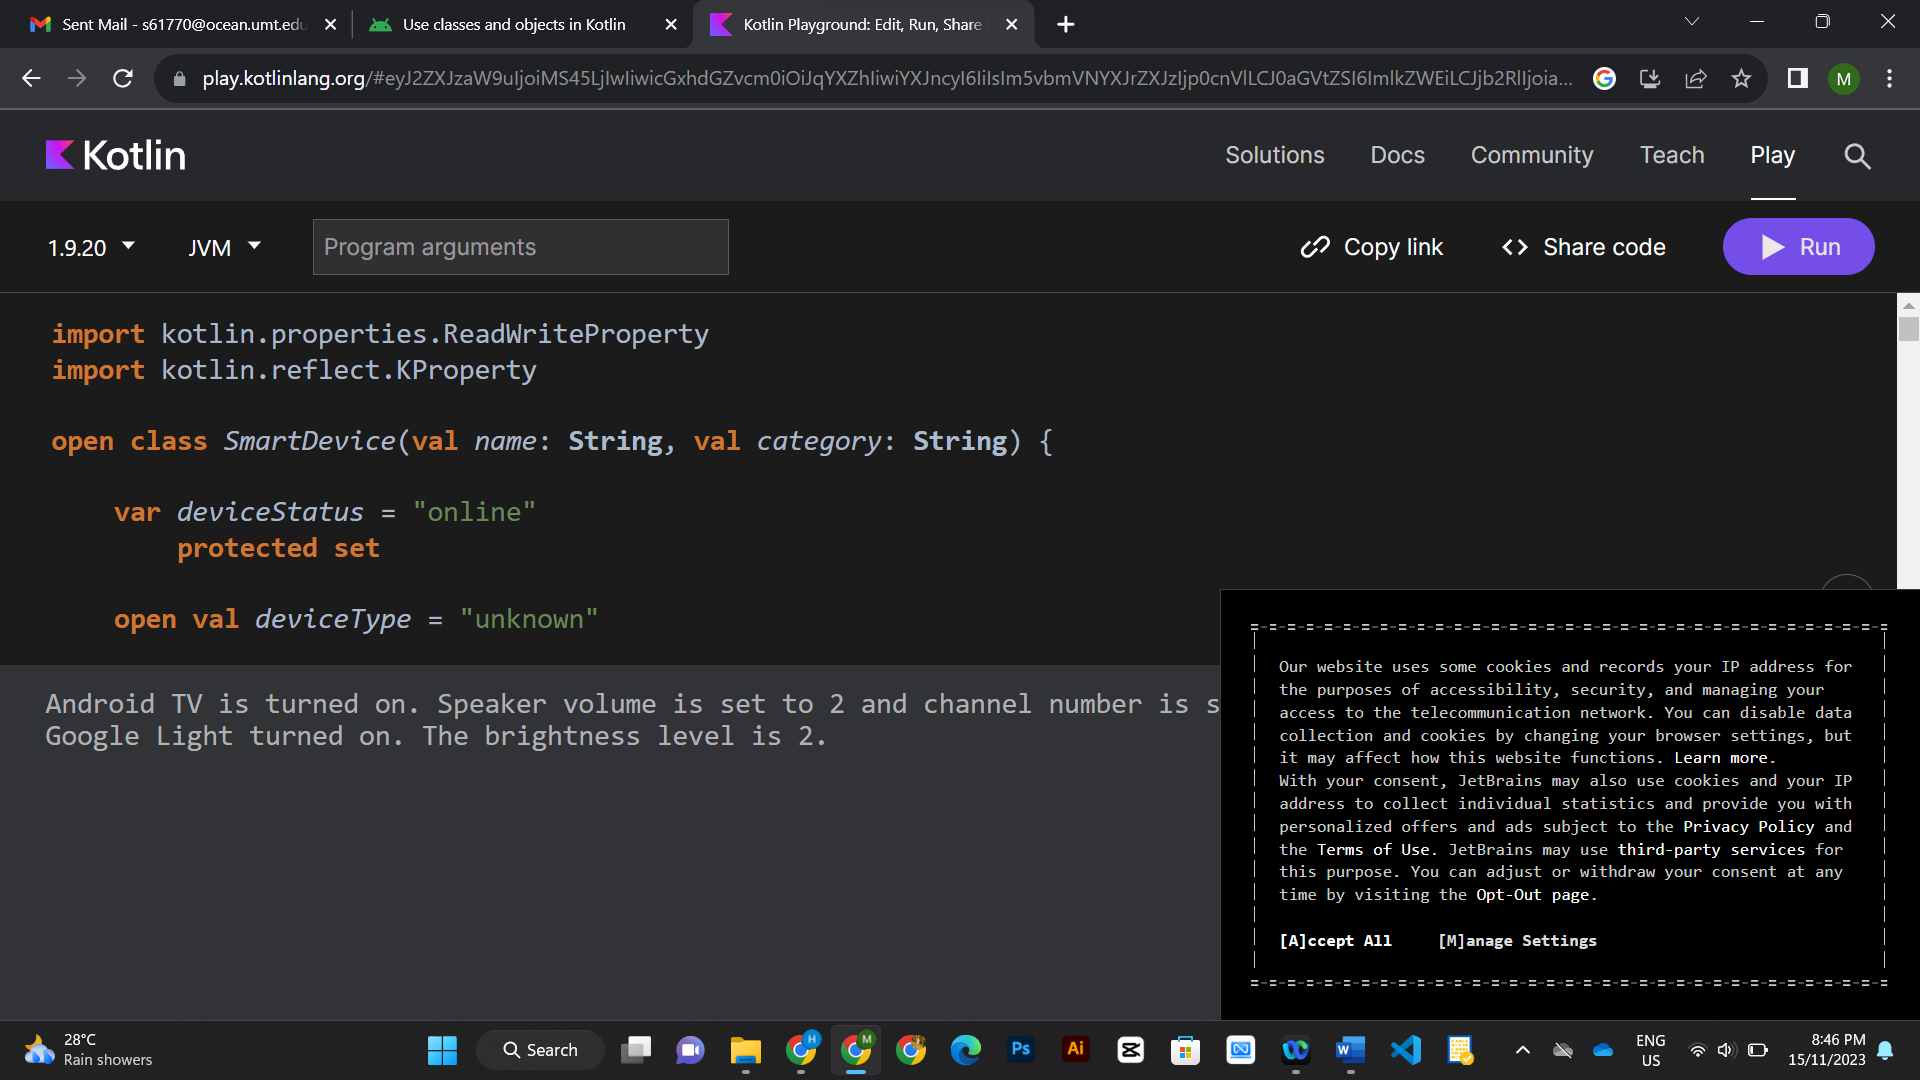 Sent Mail - s61770@ocean.umt.edu
Use classes and objects in Kotlin
Kotlin Playground: Edit, Run, Share
play.kotlinlang.org/#eyJ2ZXJzaW9uIjoiMS45LjIwIiwicGxhdGZvcm0iOiJqYXZhIiwiYXJncyI6IiIsIm5vbmVNYXJrZXJzIjp0cnVlLCJ0aGVtZSI6ImlkZWEiLCJjb2RlIjoia...
M
Kotlin
Solutions
Docs
Community
Teach
Play
1.9.20
JVM
Program arguments
Copy link
Share code
Run
import kotlin.properties.ReadWriteProperty
import kotlin.reflect.KProperty
open class SmartDevice(val name: String, val category: String) {
var deviceStatus = "online"
protected set
open val deviceType = "unknown"
Android TV is turned on. Speaker volume is set to 2 and channel number is s
Google Light turned on. The brightness level is 2.
Our website uses some cookies and records your IP address for
the purposes of accessibility, security, and managing your
access to the telecommunication network. You can disable data
collection and cookies by changing your browser settings, but
it may affect how this website functions. Learn more.
With your consent, JetBrains may also use cookies and your IP
address to collect individual statistics and provide you with
personalized offers and ads subject to the Privacy Policy and
the Terms of Use. JetBrains may use third-party services for
this purpose. You can adjust or withdraw your consent at any
time by visiting the Opt-Out page.
[A]ccept All [M]anage Settings
28°C
Rain showers
Search
H
M
Ps
Ai
W
ENG
US
8:46 PM
15/11/2023